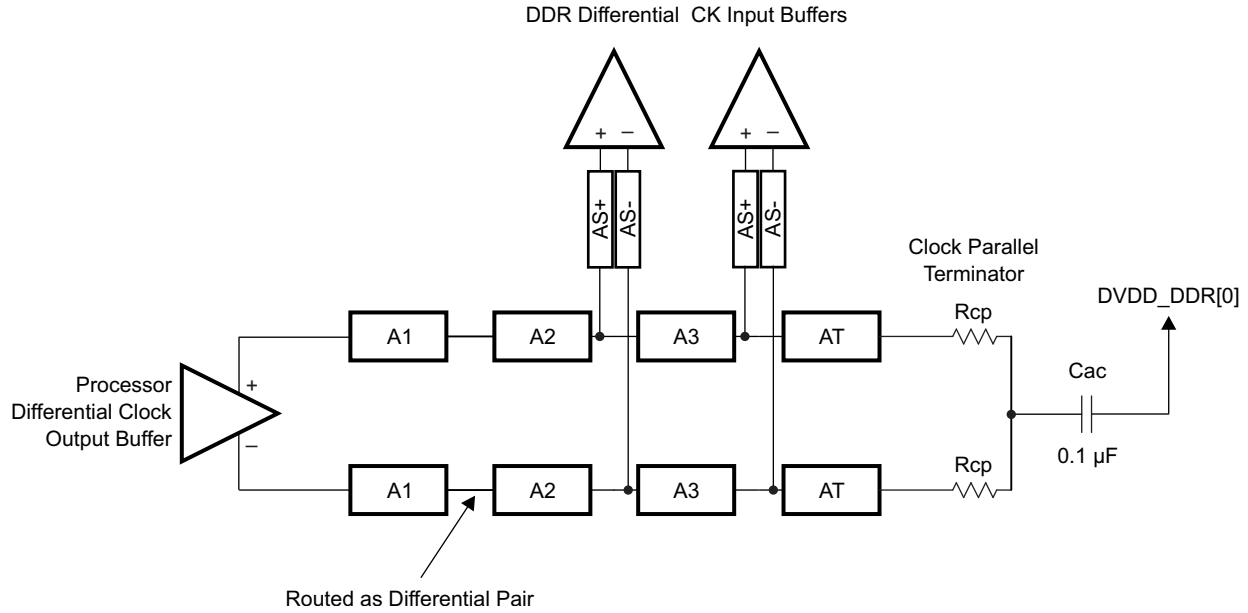 DDR Differential CK Input Buffers
+ –
+ –
AS+
AS-
AS+
AS-
Clock Parallel
Terminator
DVDD_DDR[0]
Rcp
A1
A2
A3
AT
Processor
Differential Clock
Output Buffer
+
–
Cac
0.1 µF
Rcp
A1
A2
A3
AT
Routed as Differential Pair